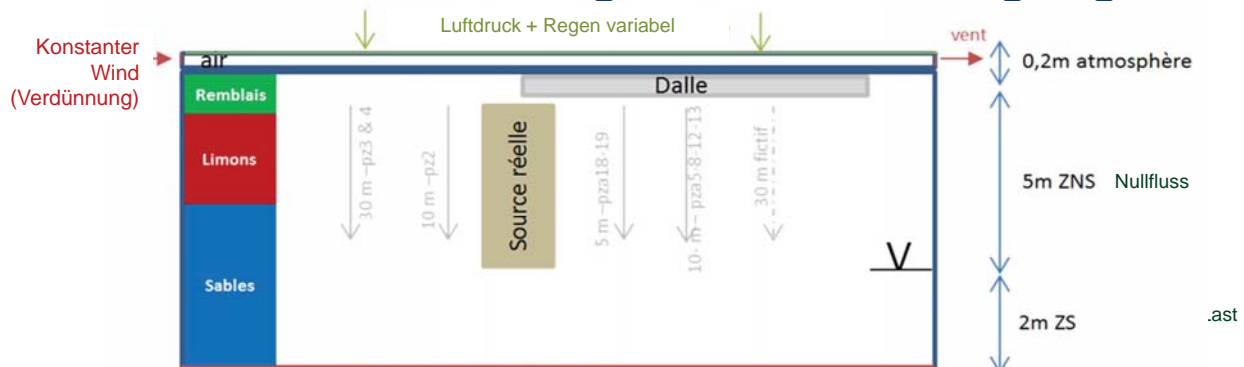 Luftdruck + Regen variabel
Konstanter
Wind
(Verdünnung)
air
vent
0,2m atmosphère
Remblais
Dalle
Limons
Sables
30 m –pz3 & 4
10 m –pz2
Source réelle
5 m –pza18-19
10- m – pza5-8-12-13
30 m fictif
V
5m ZNS Nullfluss
2m ZS
.ast